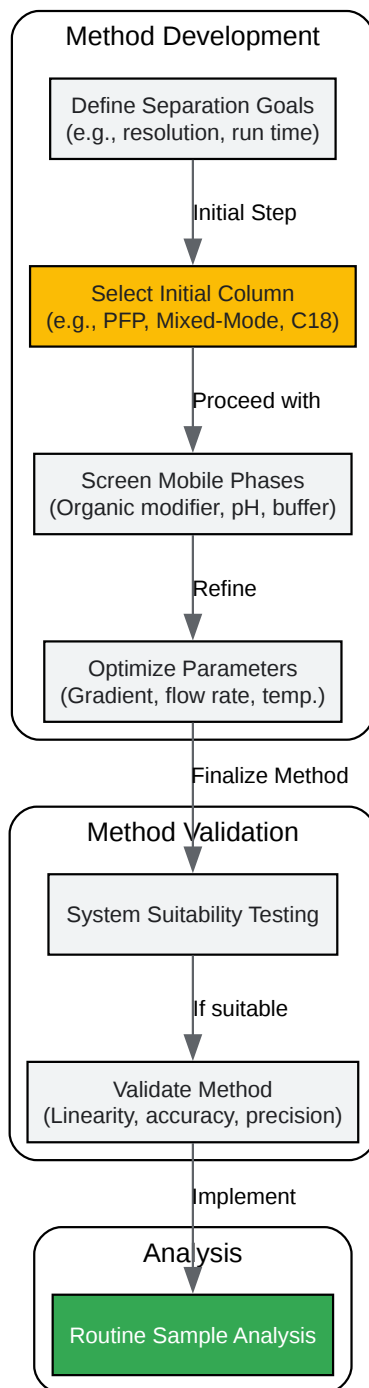 Method Development
Define Separation Goals
(e.g., resolution, run time)
Initial Step
Select Initial Column
(e.g., PFP, Mixed-Mode, C18)
Proceed with
Screen Mobile Phases
(Organic modifier, pH, buffer)
Refine
Optimize Parameters
(Gradient, flow rate, temp.)
Finalize Method
Method Validation
System Suitability Testing
If suitable
Validate Method
(Linearity, accuracy, precision)
Implement
Analysis
Routine Sample Analysis